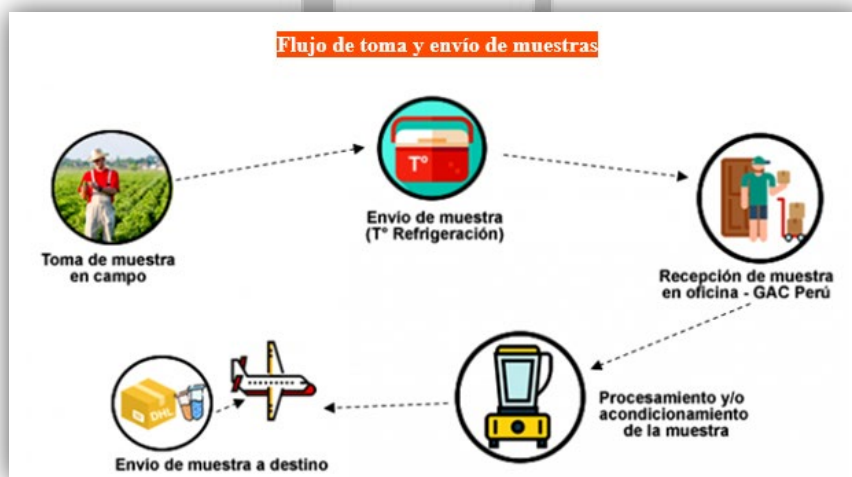 Flujo de toma y envío de muestras
Toma de muestra
en campo
T°
Envío de muestra
(T° Refrigeración)
Recepción de muestra
en oficina - GAC Perú
Procesamiento y/o
acondicionamiento
de la muestra
DHL
Envio de muestra a destino